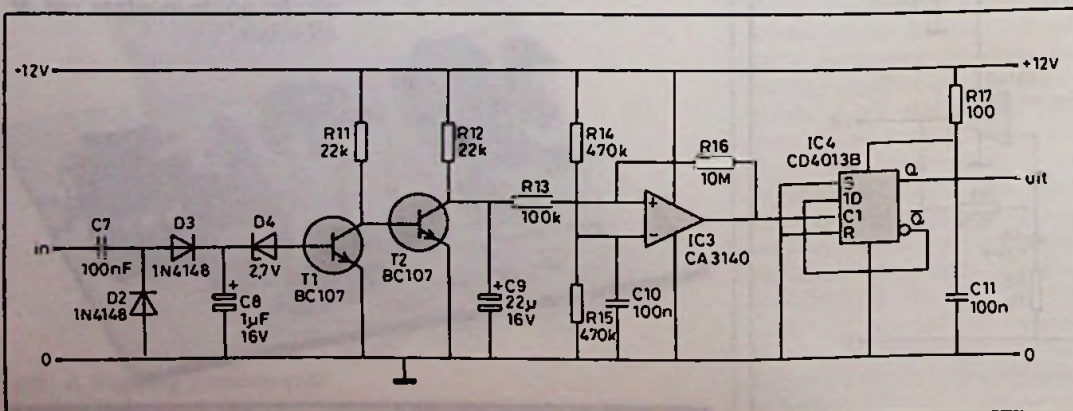 +12V
+12V
R11
22k
R12
22k
R14
470k
R16
10M
R17
100
IC4
CD4013B
S
1D
C1
R
Q
Q̅
uit
R13
100k
+
−
IC3
CA3140
in
C7
100nF
D3
1N4148
D4
2,7V
T1
BC107
T2
BC107
D2
1N4148
+
C8
1µF
16V
+
C9
22µ
16V
R15
470k
C10
100n
C11
100n
0
0